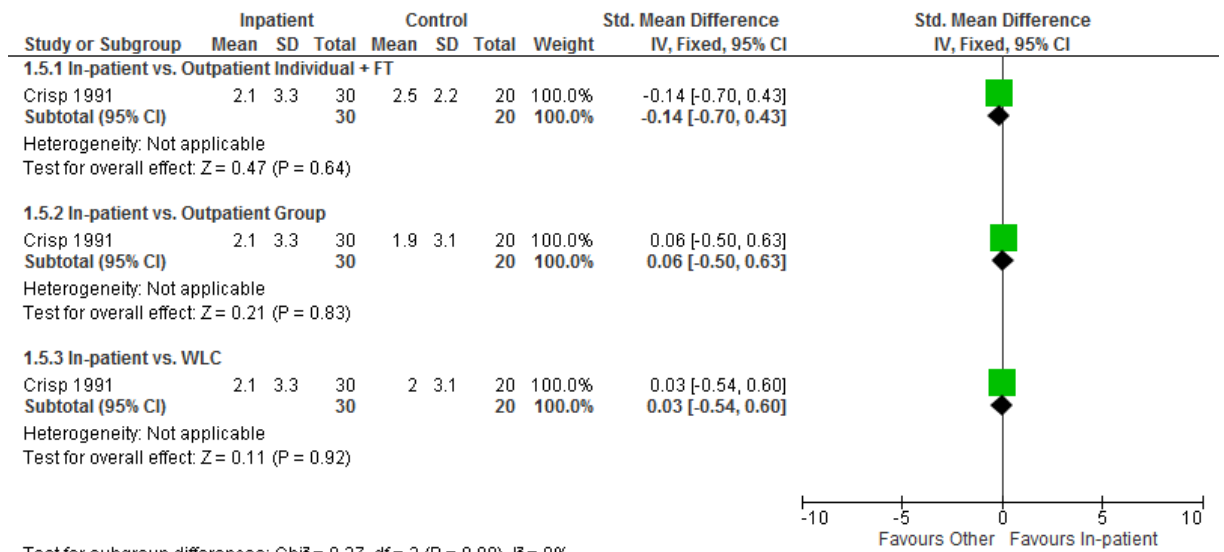 Inpatient Control Std. Mean Difference Std. Mean Difference
Study or Subgroup Mean SD Total Mean SD Total Weight IV, Fixed, 95% CI IV, Fixed, 95% CI
1.5.1 In-patient vs. Outpatient Individual + FT
Crisp 1991 2.1 3.3 30 2.5 2.2 20 100.0% -0.14 [-0.70, 0.43]
Subtotal (95% CI) 30 20 100.0% -0.14 [-0.70, 0.43]
Heterogeneity: Not applicable
Test for overall effect: Z = 0.47 (P = 0.64)
1.5.2 In-patient vs. Outpatient Group
Crisp 1991 2.1 3.3 30 1.9 3.1 20 100.0% 0.06 [-0.50, 0.63]
Subtotal (95% CI) 30 20 100.0% 0.06 [-0.50, 0.63]
Heterogeneity: Not applicable
Test for overall effect: Z = 0.21 (P = 0.83)
1.5.3 In-patient vs. WLC
Crisp 1991 2.1 3.3 30 2 3.1 20 100.0% 0.03 [-0.54, 0.60]
Subtotal (95% CI) 30 20 100.0% 0.03 [-0.54, 0.60]
Heterogeneity: Not applicable
Test for overall effect: Z = 0.11 (P = 0.92)
-10 -5 0 5 10
Favours Other Favours In-patient
Test for subgroup differences: